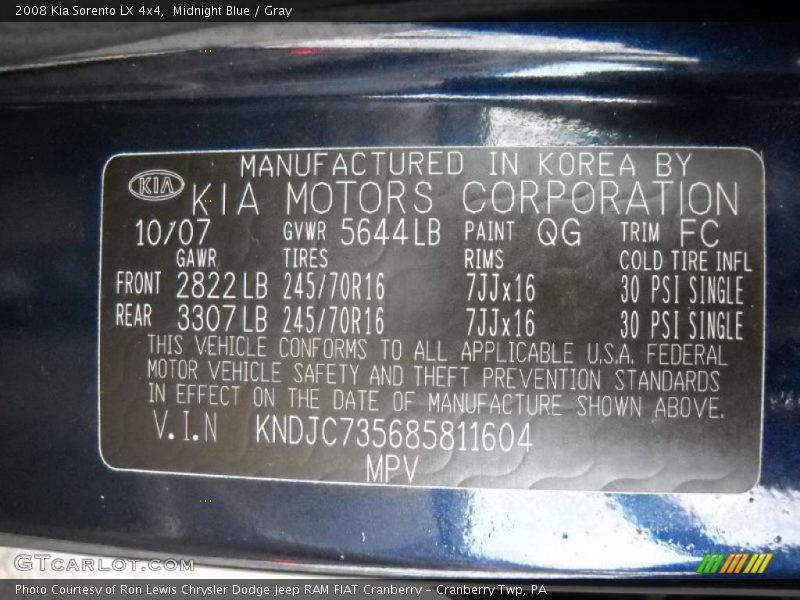 2008 Kia Sorento LX 4x4, Midnight Blue / Gray
MANUFACTURED IN KOREA BY
KIA KIA MOTORS CORPORATION
10/07 GVWR 5644LB PAINT QG TRIM FC
GAWR TIRES RIMS COLD TIRE INFL
FRONT 2822LB 245/70R16 7JJx16 30 PSI SINGLE
REAR 3307LB 245/70R16 7JJx16 30 PSI SINGLE
THIS VEHICLE CONFORMS TO ALL APPLICABLE U.S.A. FEDERAL
MOTOR VEHICLE SAFETY AND THEFT PREVENTION STANDARDS
IN EFFECT ON THE DATE OF MANUFACTURE SHOWN ABOVE.
V.I.N KNDJC735685811604
MPV
GTCARLOT.COM
Photo Courtesy of Ron Lewis Chrysler Dodge Jeep RAM FIAT Cranberry - Cranberry Twp, PA